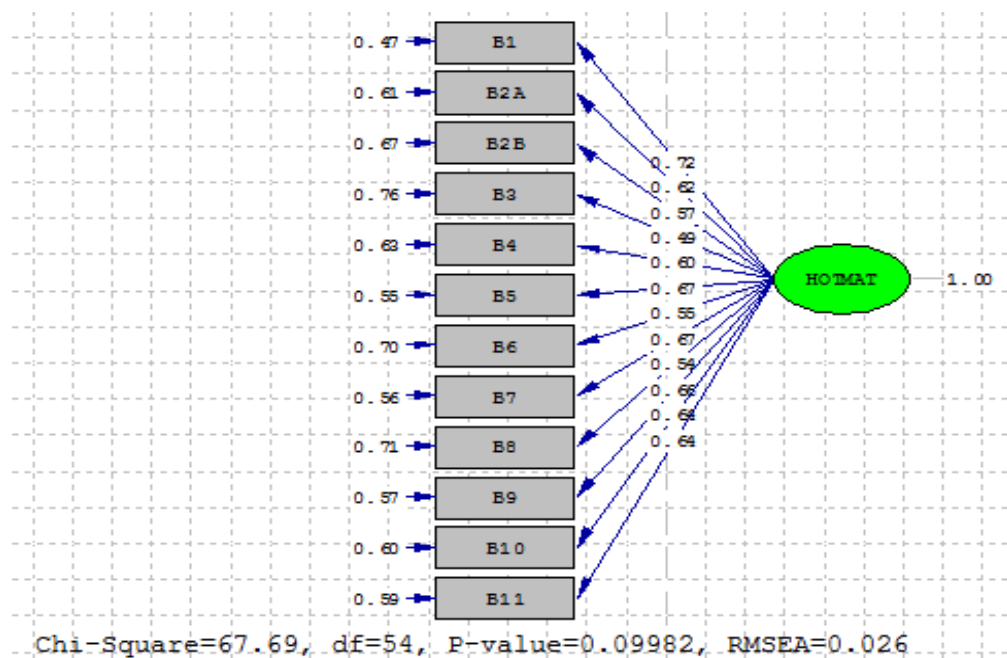 0.47 B1
0.61 B2A
0.67 B2B
0.76 B3
0.63 B4
0.55 B5
0.70 B6
0.56 B7
0.71 B8
0.57 B9
0.60 B10
0.59 B11
0.72
0.62
0.57
0.49
0.60
0.67
0.55
0.67
0.54
0.66
0.64
HOTMAT 1.00
Chi-Square=67.69, df=54, P-value=0.09982, RMSEA=0.026